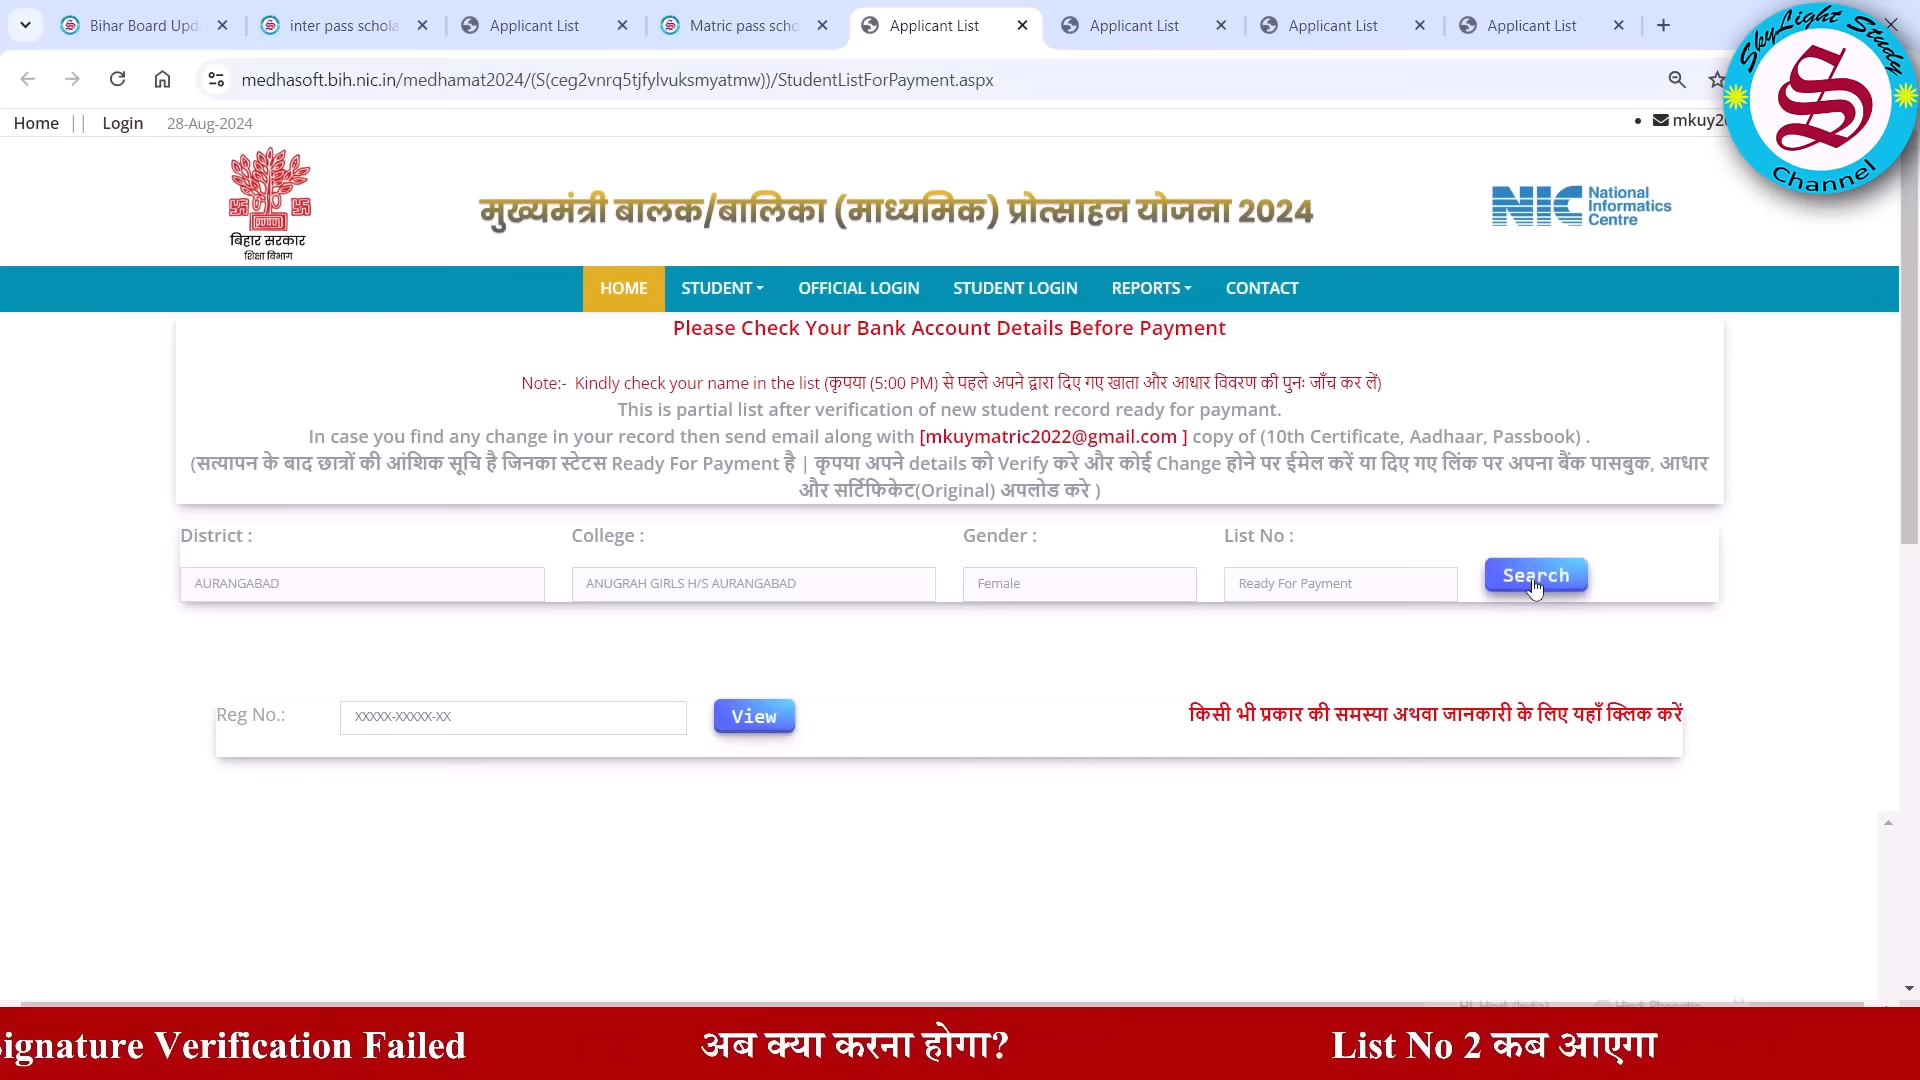 Bihar Board Upd
inter pass schola
Applicant List
Matric pass scho
Applicant List
Applicant List
Applicant List
Applicant List
medhasoft.bih.nic.in/medhamat2024/(S(ceg2vnrq5tjfylvuksmyatmw))/StudentListForPayment.aspx
Home || Login 28-Aug-2024
SkyLight Study
S
Channel
बिहार सरकार
शिक्षा विभाग
मुख्यमंत्री बालक/बालिका (माध्यमिक) प्रोत्साहन योजना 2024
NIC National Informatics Centre
HOME STUDENT OFFICIAL LOGIN STUDENT LOGIN REPORTS CONTACT
Please Check Your Bank Account Details Before Payment
Note:- Kindly check your name in the list (कृपया (5:00 PM) से पहले अपने द्वारा दिए गए खाता और आधार विवरण की पुनः जाँच कर लें)
This is partial list after verification of new student record ready for paymant.
In case you find any change in your record then send email along with [mkuymatric2022@gmail.com ] copy of (10th Certificate, Aadhaar, Passbook) .
(सत्यापन के बाद छात्रों की आंशिक सूचि है जिनका स्टेटस Ready For Payment है | कृपया अपने details को Verify करे और कोई Change होने पर ईमेल करें या दिए गए लिंक पर अपना बैंक पासबुक, आधार
और सर्टिफिकेट(Original) अपलोड करे )
District : College : Gender : List No :
AURANGABAD ANUGRAH GIRLS H/S AURANGABAD Female Ready For Payment Search
Reg No.: XXXXX-XXXXX-XX View किसी भी प्रकार की समस्या अथवा जानकारी के लिए यहाँ क्लिक करें
ignature Verification Failed अब क्या करना होगा? List No 2 कब आएगा